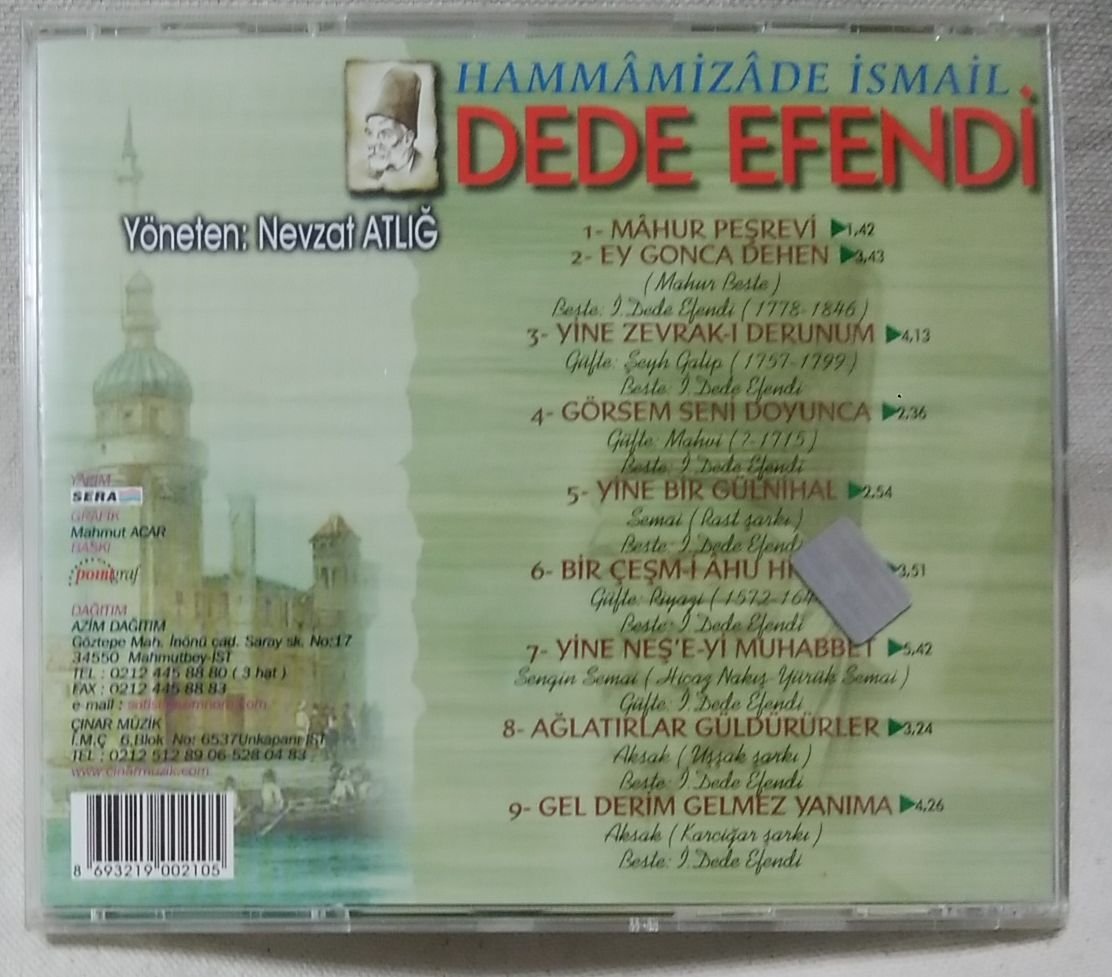 HAMMÂMİZÂDE İSMAİL
DEDE EFENDİ
Yöneten: Nevzat ATLIĞ
1- MÂHUR PEŞREVİ 1,42
2- EY GONCA DEHEN 3,43
(Mahur Beste)
Beste: İ.Dede Efendi (1778-1846)
3- YİNE ZEVRAK-I DERUNUM 4,13
Güfte: Şeyh Galip (1757-1799)
Beste: İ.Dede Efendi
4- GÖRSEM SENİ DOYUNCA 2,36
Güfte: Mahvi (?-1715)
Beste: İ.Dede Efendi
5- YİNE BİR GÜLNİHAL 2,54
Semai (Rast şarkı)
Beste: İ.Dede Efendi
6- BİR ÇEŞM-İ ÂHU 3,51
Güfte: Riyazi (1572-
Beste: İ.Dede Efendi
7- YİNE NEŞ'E-Yİ MUHABBET 5,42
Sengin Semai (Hicaz Nakış-Yürük Semai)
Güfte: İ.Dede Efendi
8- AĞLATIRLAR GÜLDÜRÜRLER 3,24
Aksak (Uşşak şarkı)
Beste: İ.Dede Efendi
9- GEL DERİM GELMEZ YANIMA 4,26
Aksak (Karcığar şarkı)
Beste: İ.Dede Efendi
YAPIM
SERA
GRAFİK
Mahmut ACAR
BASKI
pointgraf
DAĞITIM
AZİM DAĞITIM
Göztepe Mah. İnönü cad. Saray sk. No:17
34550 Mahmutbey-İST
TEL : 0212 445 88 80 ( 3 hat )
FAX : 0212 445 88 83
e-mail :
ÇINAR MÜZİK
İ.M.Ç 6.Blok No: 6537Unkapanı-İST
TEL : 0212 512 89 06-528 04 83
www.cinarmuzik.com
8 693219 002105